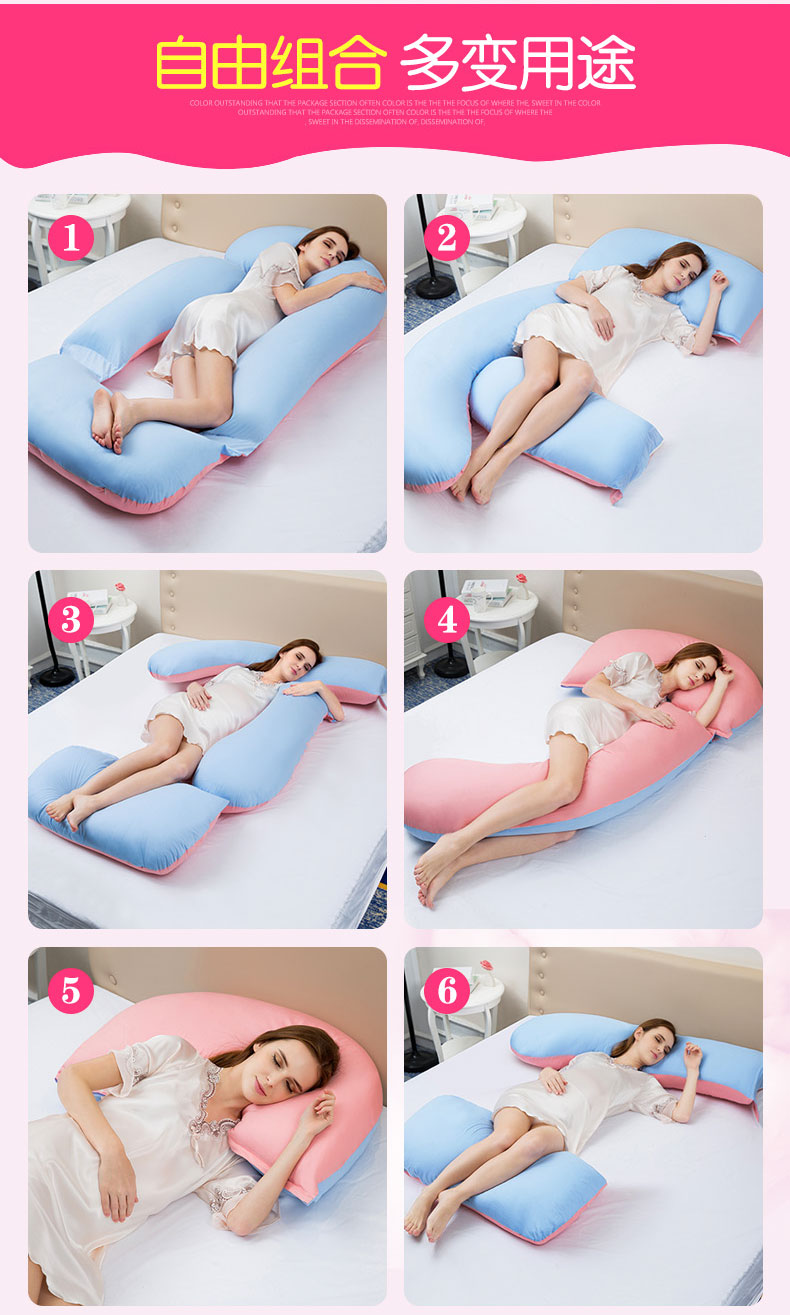 自由组合 多变用途
COLOR OUTSTANDING THAT THE PACKAGE SECTION OFTEN COLOR IS THE THE THE FOCUS OF WHERE THE, SWEET IN THE COLOR
OUTSTANDING THAT THE PACKAGE SECTION OFTEN COLOR IS THE THE THE FOCUS OF WHERE THE
. SWEET IN THE DISSEMINATION OF, DISSEMINATION OF.
1
2
3
4
5
6